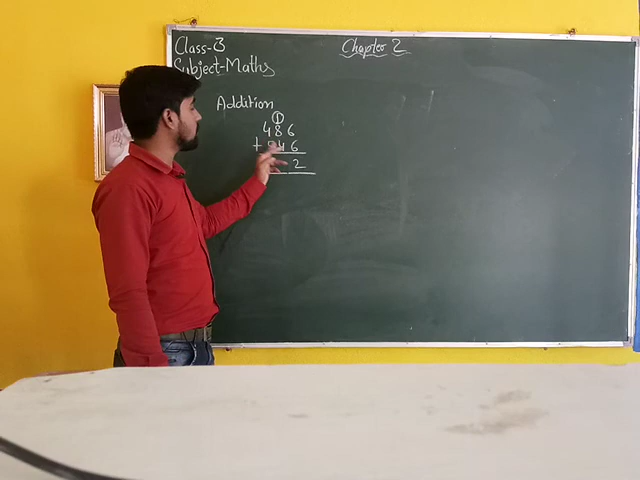 Class-3
Chapter 2
Subject-Maths
Addition
1
486
+ 46
2